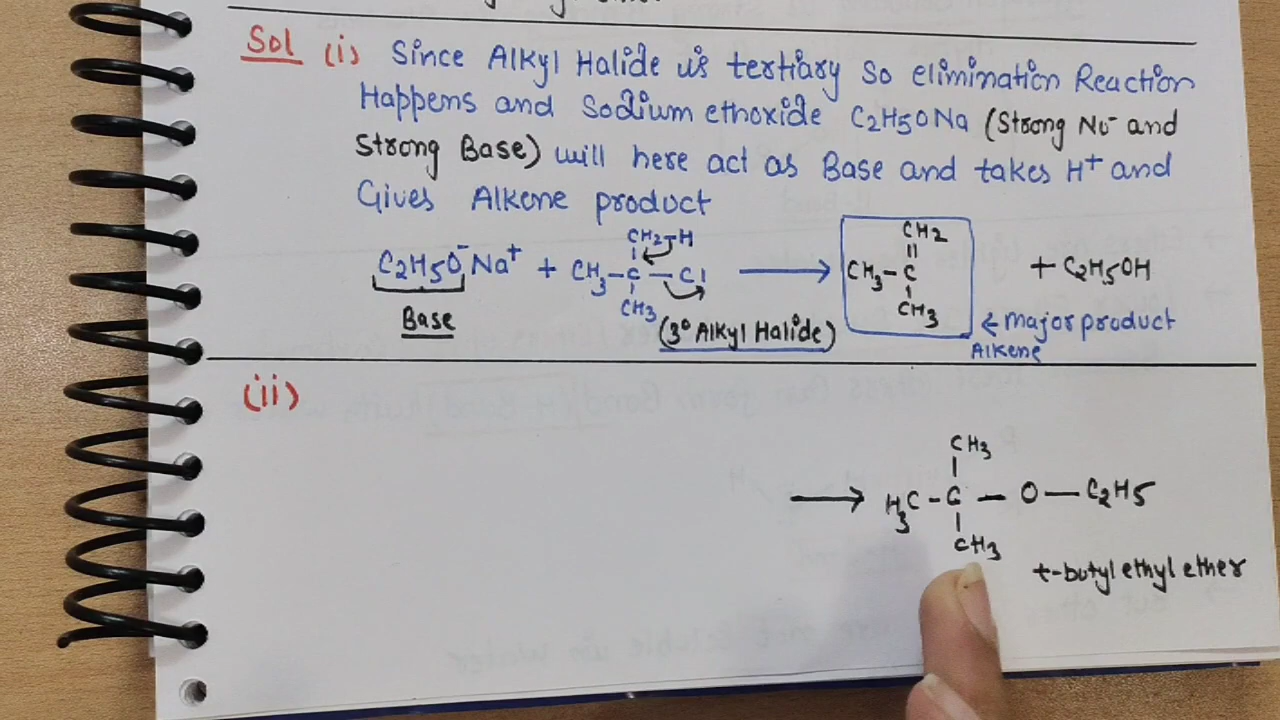 Sol (i) Since Alkyl Halide is tertiary so elimination Reaction
Happens and Sodium ethoxide C2H5ONa (Strong Nu⁻ and
Strong Base) will here act as Base and takes H⁺ and
Gives Alkene product
CH2-H
C2H5O⁻Na⁺ + CH3-C-Cl ⟶ CH3-C + C2H5OH
CH2
CH3
CH3
Base
(3° Alkyl Halide)
← major product
Alkene
(ii)
CH3
⟶ H3C-C-O-C2H5
CH3
t-butyl ethyl ether